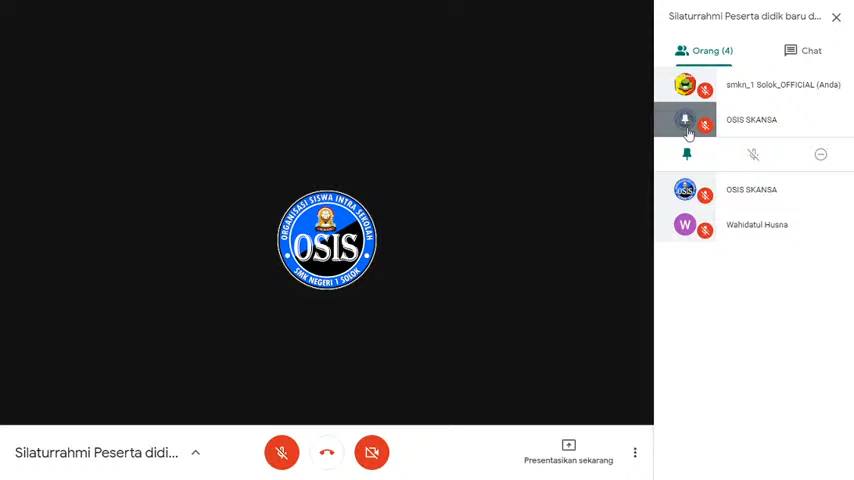 Silaturrahmi Peserta didik baru d...
Orang (4)
Chat
smkn_1 Solok_OFFICIAL (Anda)
OSIS SKANSA
OSIS SKANSA
W
Wahidatul Husna
ORGANISASI SISWA INTRA SEKOLAH
OSIS
SMK NEGERI 1 SOLOK
Silaturrahmi Peserta didi...
Presentasikan sekarang